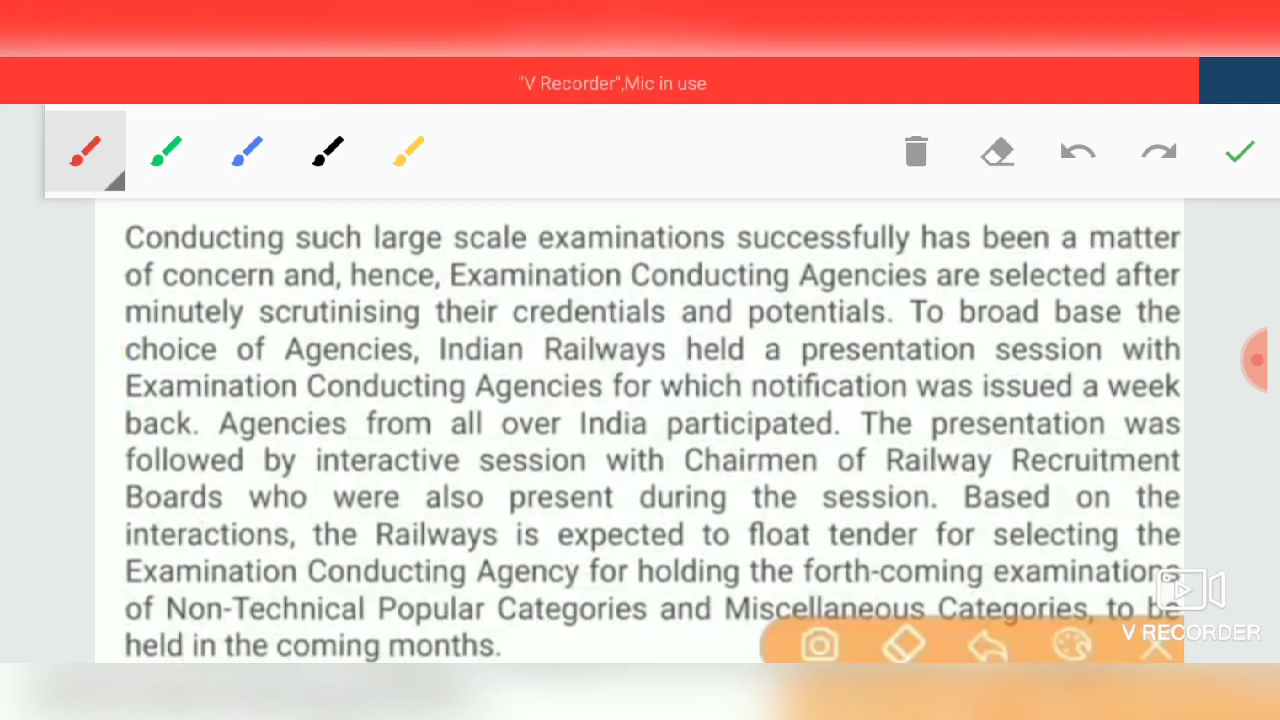 "V Recorder",Mic in use
Conducting such large scale examinations successfully has been a matter
of concern and, hence, Examination Conducting Agencies are selected after
minutely scrutinising their credentials and potentials. To broad base the
choice of Agencies, Indian Railways held a presentation session with
Examination Conducting Agencies for which notification was issued a week
back. Agencies from all over India participated. The presentation was
followed by interactive session with Chairmen of Railway Recruitment
Boards who were also present during the session. Based on the
interactions, the Railways is expected to float tender for selecting the
Examination Conducting Agency for holding the forth-coming examinations
of Non-Technical Popular Categories and Miscellaneous Categories, to be
held in the coming months.
V RECORDER